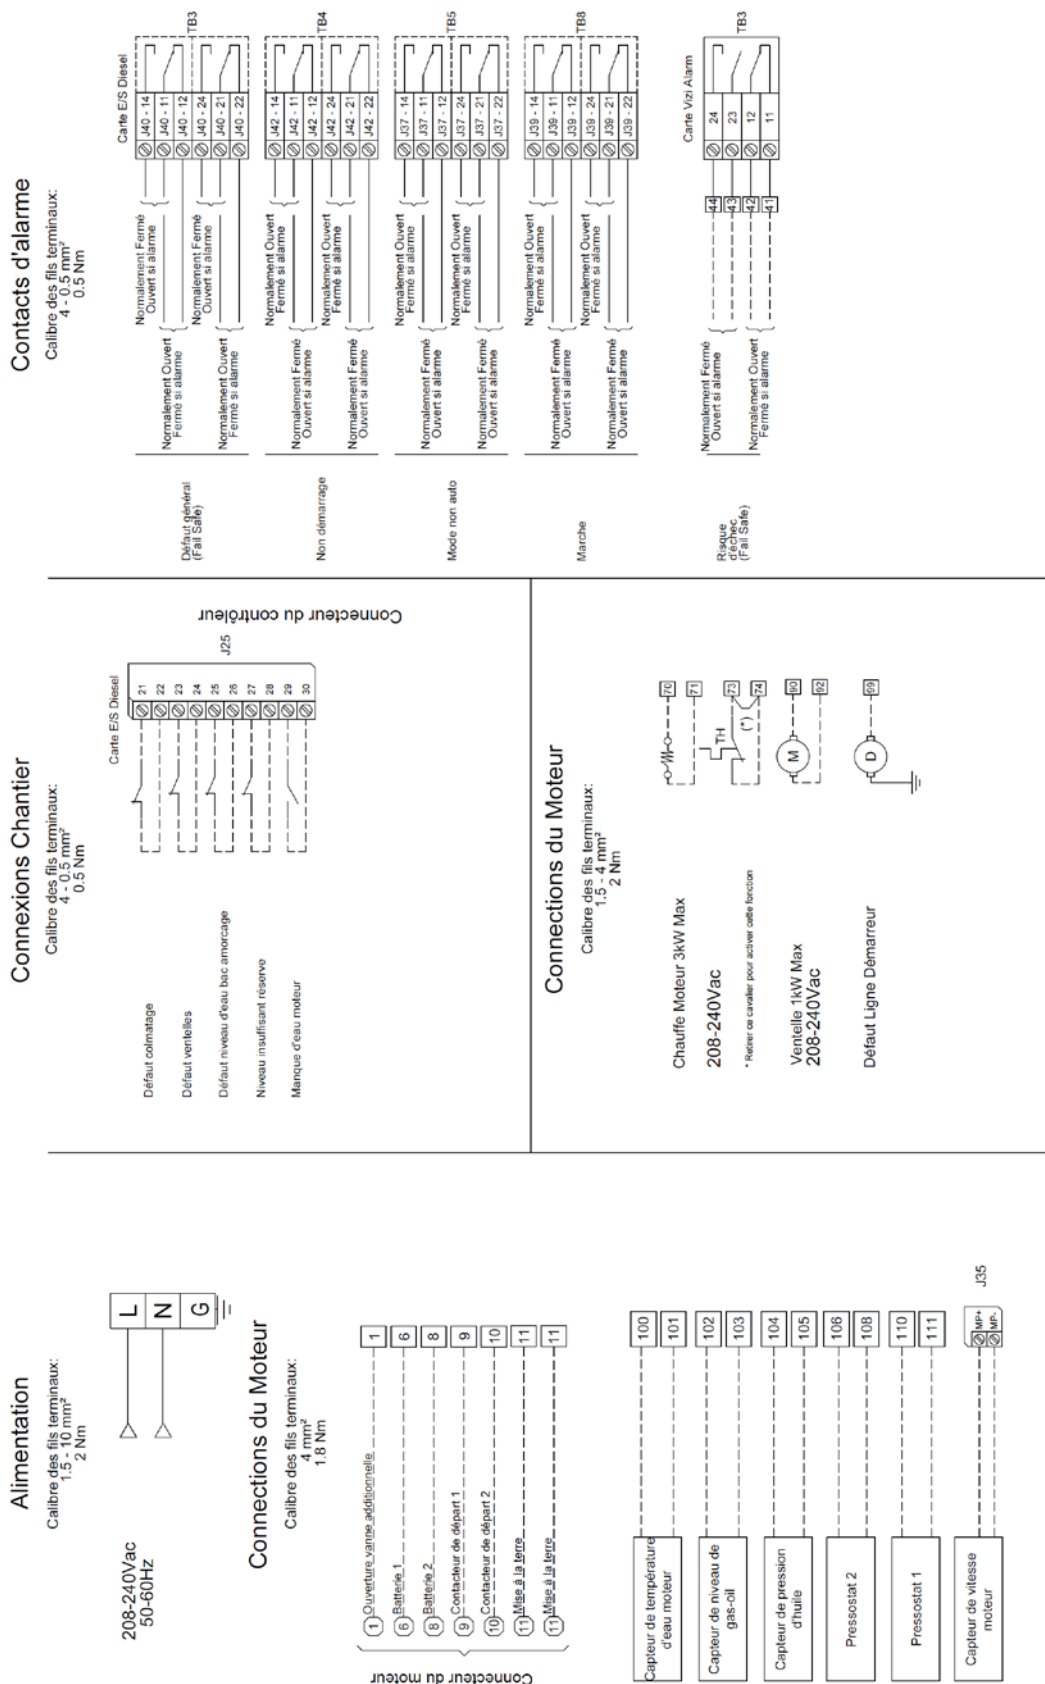 Alimentation
Calibre des fils terminaux:
1.5 - 10 mm²
2 Nm
208-240Vac
50-60Hz
L
N
G
Connections du Moteur
Calibre des fils terminaux:
4 mm²
1.8 Nm
Connecteur du moteur
1 Ouverture vanne additionnelle 1
6 Batterie 1 6
8 Batterie 2 8
9 Contacteur de départ 1 9
10 Contacteur de départ 2 10
11 Mise à la terre 11
11 Mise à la terre 11
Capteur de température
d'eau moteur
100
101
Capteur de niveau de
gas-oil
102
103
Capteur de pression
d'huile
104
105
Pressostat 2
106
108
Pressostat 1
110
111
Capteur de vitesse
moteur
MP+
MP-
J35
Connexions Chantier
Calibre des fils terminaux:
4 - 0.5 mm²
0.5 Nm
Carte E/S Diesel
J25
Connecteur du contrôleur
Défaut colmatage
21
22
Défaut ventelles
23
24
Défaut niveau d'eau bac amorcage
25
26
Niveau insuffisant réserve
27
28
Manque d'eau moteur
29
30
Connections du Moteur
Calibre des fils terminaux:
1.5 - 4 mm²
2 Nm
Chauffe Moteur 3kW Max
208-240Vac
70
71
TH
73
(*)
74
* Retirer ce cavalier pour activer cette fonction
Ventelle 1kW Max
208-240Vac
M
90
92
Défaut Ligne Démarreur
D
99
Contacts d'alarme
Calibre des fils terminaux:
4 - 0.5 mm²
0.5 Nm
Carte E/S Diesel
Défaut général
(Fail Safe)
Normalement Fermé
Ouvert si alarme
Normalement Ouvert
Fermé si alarme
Normalement Fermé
Ouvert si alarme
Normalement Ouvert
Fermé si alarme
J40 - 14
J40 - 11
J40 - 12
J40 - 24
J40 - 21
J40 - 22
TB3
Non démarrage
Normalement Ouvert
Fermé si alarme
Normalement Fermé
Ouvert si alarme
Normalement Ouvert
Fermé si alarme
Normalement Fermé
Ouvert si alarme
J42 - 14
J42 - 11
J42 - 12
J42 - 24
J42 - 21
J42 - 22
TB4
Mode non auto
Normalement Ouvert
Fermé si alarme
Normalement Fermé
Ouvert si alarme
Normalement Ouvert
Fermé si alarme
Normalement Fermé
Ouvert si alarme
J37 - 14
J37 - 11
J37 - 12
J37 - 24
J37 - 21
J37 - 22
TB5
Marche
Normalement Ouvert
Fermé si alarme
Normalement Fermé
Ouvert si alarme
Normalement Ouvert
Fermé si alarme
Normalement Fermé
Ouvert si alarme
J39 - 14
J39 - 11
J39 - 12
J39 - 24
J39 - 21
J39 - 22
TB8
Carte Vizi Alarm
Risque
d'échec
(Fail Safe)
Normalement Fermé
Ouvert si alarme
Normalement Ouvert
Fermé si alarme
44
43
42
41
24
23
12
11
TB3